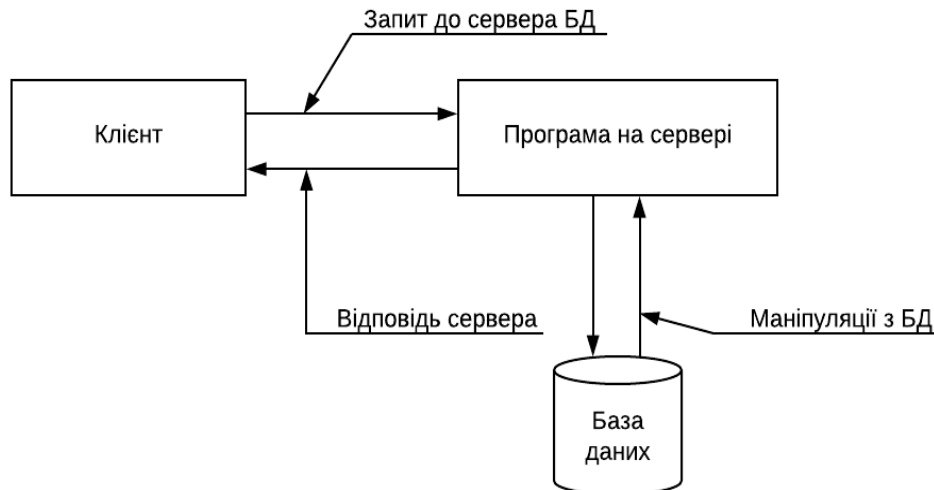 Запит до сервера БД
Клієнт
Програма на сервері
Відповідь сервера
Маніпуляції з БД
База
даних